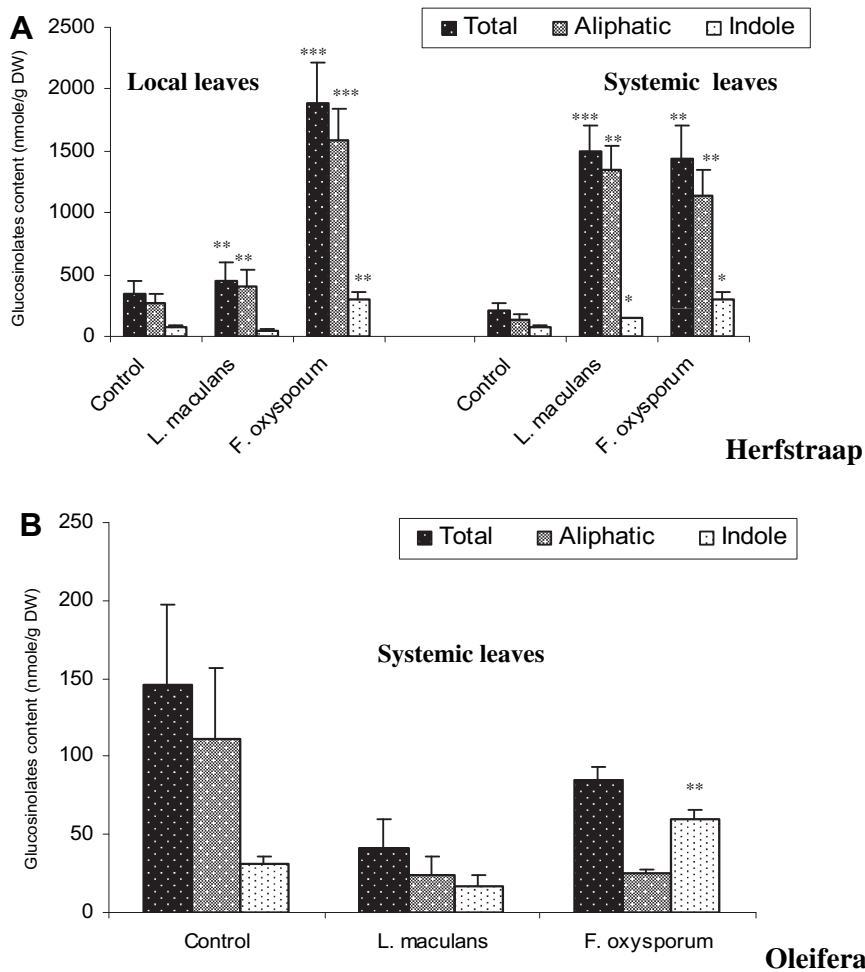 A
Total Aliphatic Indole
Glucosinolates content (nmole/g DW)
2500
2000
1500
1000
500
0
Local leaves
Systemic leaves
** ** *** *** ** *** ** * ** ** *
Control L. maculans F. oxysporum Control L. maculans F. oxysporum
Herfstraap
B
Total Aliphatic Indole
Glucosinolates content (nmole/g DW)
250
200
150
100
50
0
Systemic leaves
**
Control L. maculans F. oxysporum
Oleifera